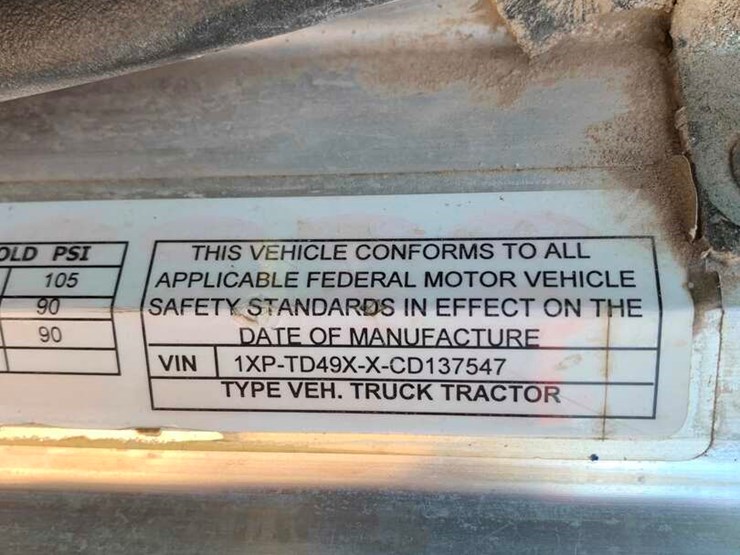 OLD PSI
105
90
90
THIS VEHICLE CONFORMS TO ALL
APPLICABLE FEDERAL MOTOR VEHICLE
SAFETY STANDARDS IN EFFECT ON THE
DATE OF MANUFACTURE
VIN 1XP-TD49X-X-CD137547
TYPE VEH. TRUCK TRACTOR